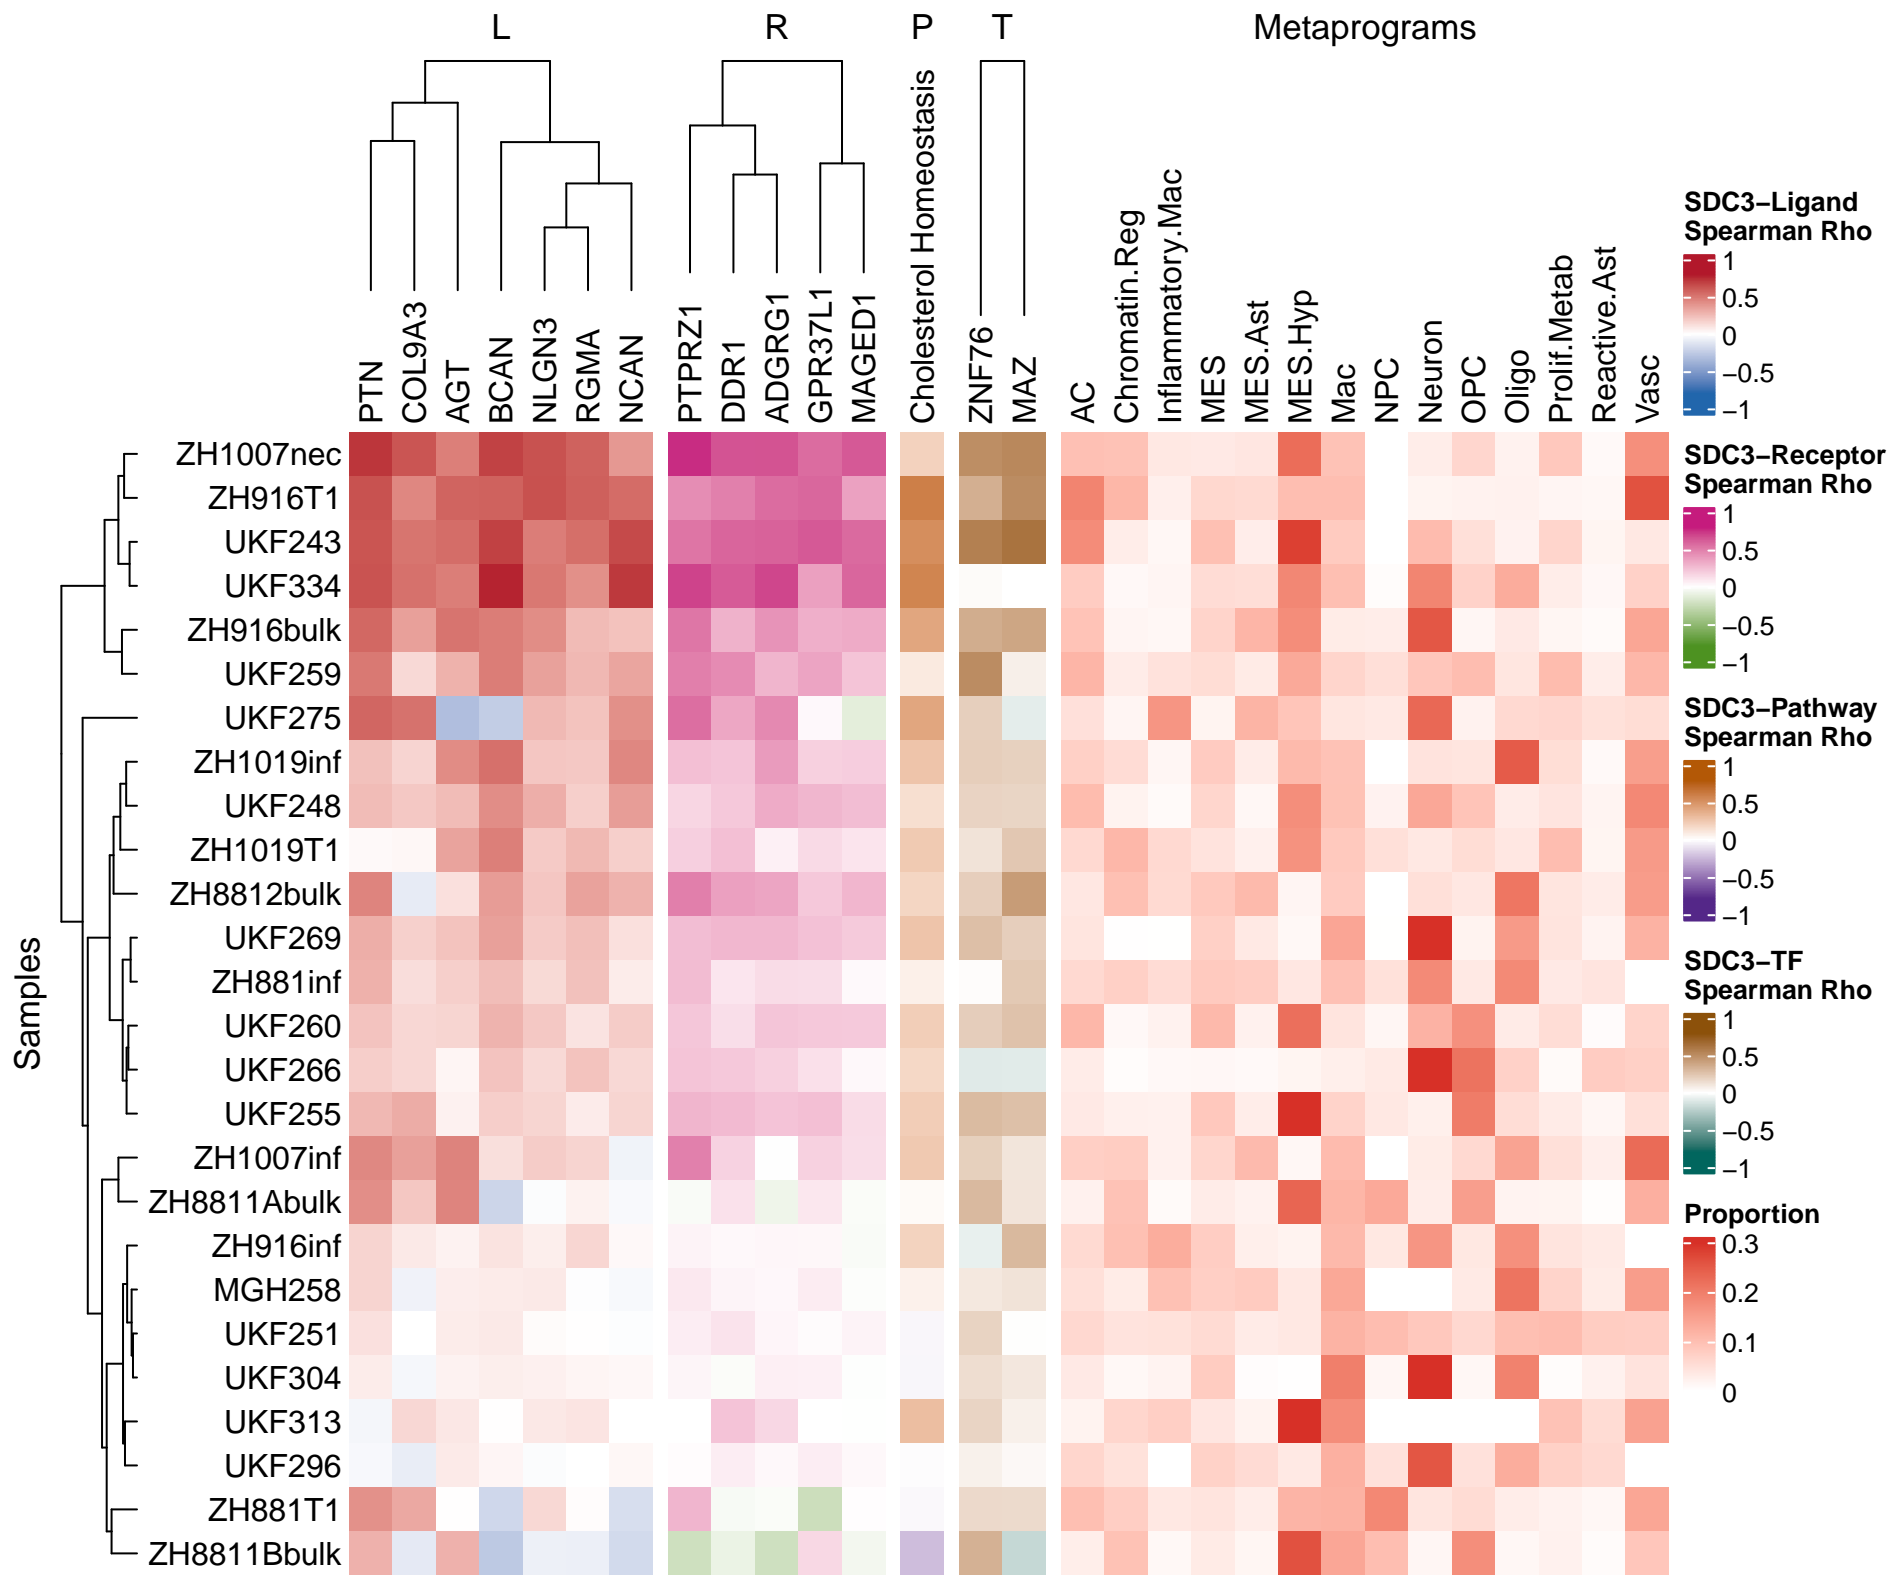 L R P T Metaprograms
PTN
COL9A3
AGT
BCAN
NLGN3
RGMA
NCAN
PTPRZ1
DDR1
ADGRG1
GPR37L1
MAGED1
Cholesterol Homeostasis
ZNF76
MAZ
AC
Chromatin.Reg
Inflammatory.Mac
MES
MES.Ast
MES.Hyp
Mac
NPC
Neuron
OPC
Oligo
Prolif.Metab
Reactive.Ast
Vasc
Samples
ZH1007nec
ZH916T1
UKF243
UKF334
ZH916bulk
UKF259
UKF275
ZH1019inf
UKF248
ZH1019T1
ZH8812bulk
UKF269
ZH881inf
UKF260
UKF266
UKF255
ZH1007inf
ZH8811Abulk
ZH916inf
MGH258
UKF251
UKF304
UKF313
UKF296
ZH881T1
ZH8811Bbulk
SDC3−Ligand
Spearman Rho
1
0.5
0
−0.5
−1
SDC3−Receptor
Spearman Rho
1
0.5
0
−0.5
−1
SDC3−Pathway
Spearman Rho
1
0.5
0
−0.5
−1
SDC3−TF
Spearman Rho
1
0.5
0
−0.5
−1
Proportion
0.3
0.2
0.1
0